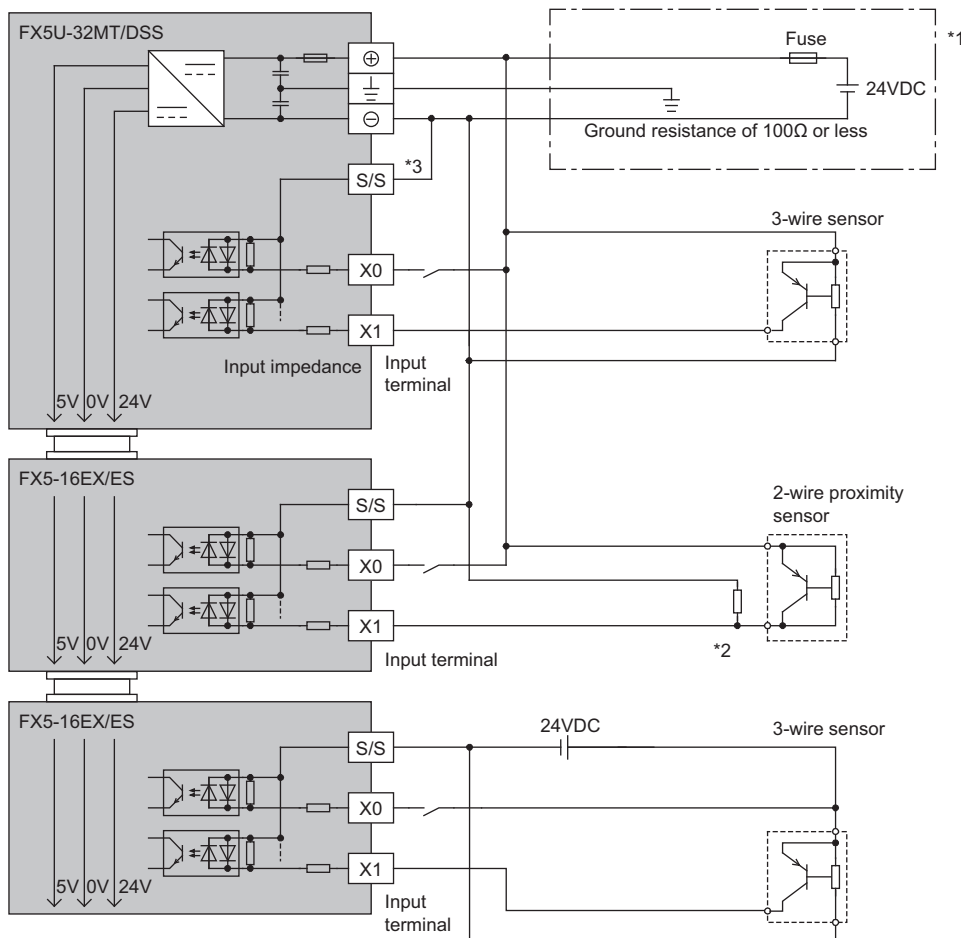 FX5U-32MT/DSS
Fuse
*1
24VDC
Ground resistance of 100Ω or less
S/S
*3
3-wire sensor
X0
X1
Input impedance
Input
terminal
5V
0V
24V
FX5-16EX/ES
S/S
2-wire proximity
sensor
X0
X1
*2
5V
0V
24V
Input terminal
FX5-16EX/ES
S/S
24VDC
3-wire sensor
X0
X1
5V
0V
24V
Input
terminal